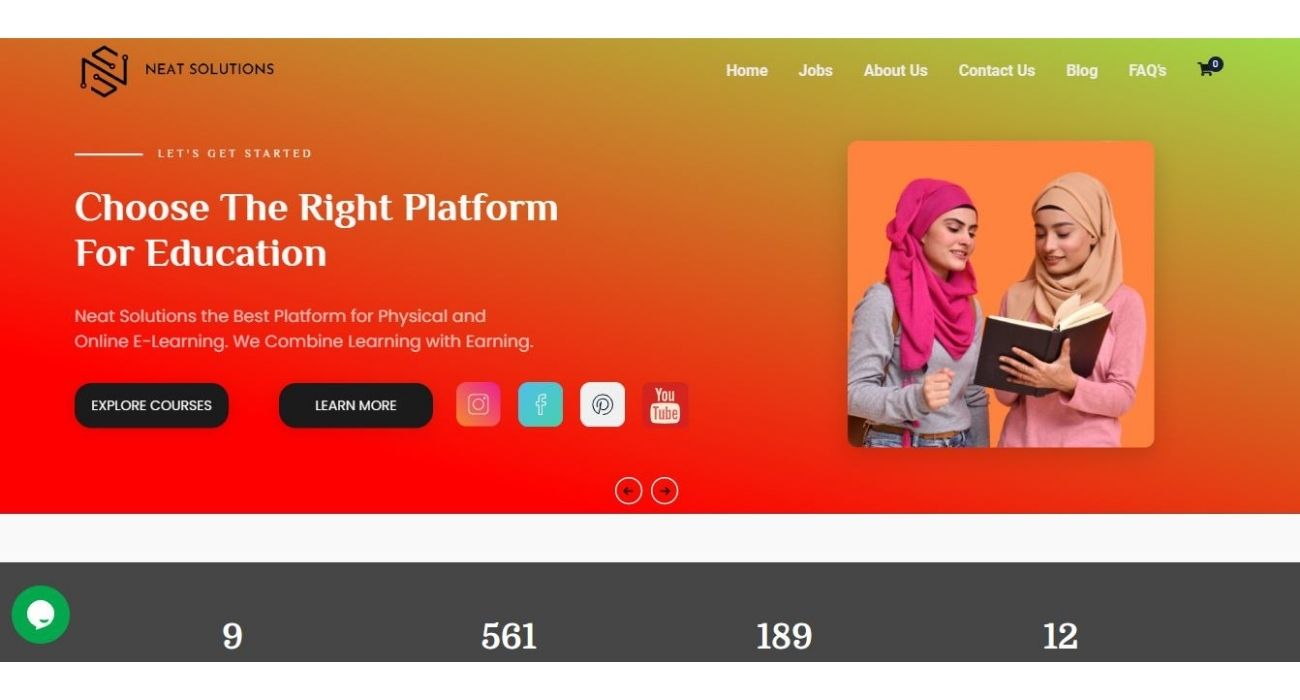 NEAT SOLUTIONS
Home Jobs About Us Contact Us Blog FAQ's 0
LET'S GET STARTED
Choose The Right Platform
For Education
Neat Solutions the Best Platform for Physical and
Online E-Learning. We Combine Learning with Earning.
EXPLORE COURSES LEARN MORE You
Tube
9 561 189 12